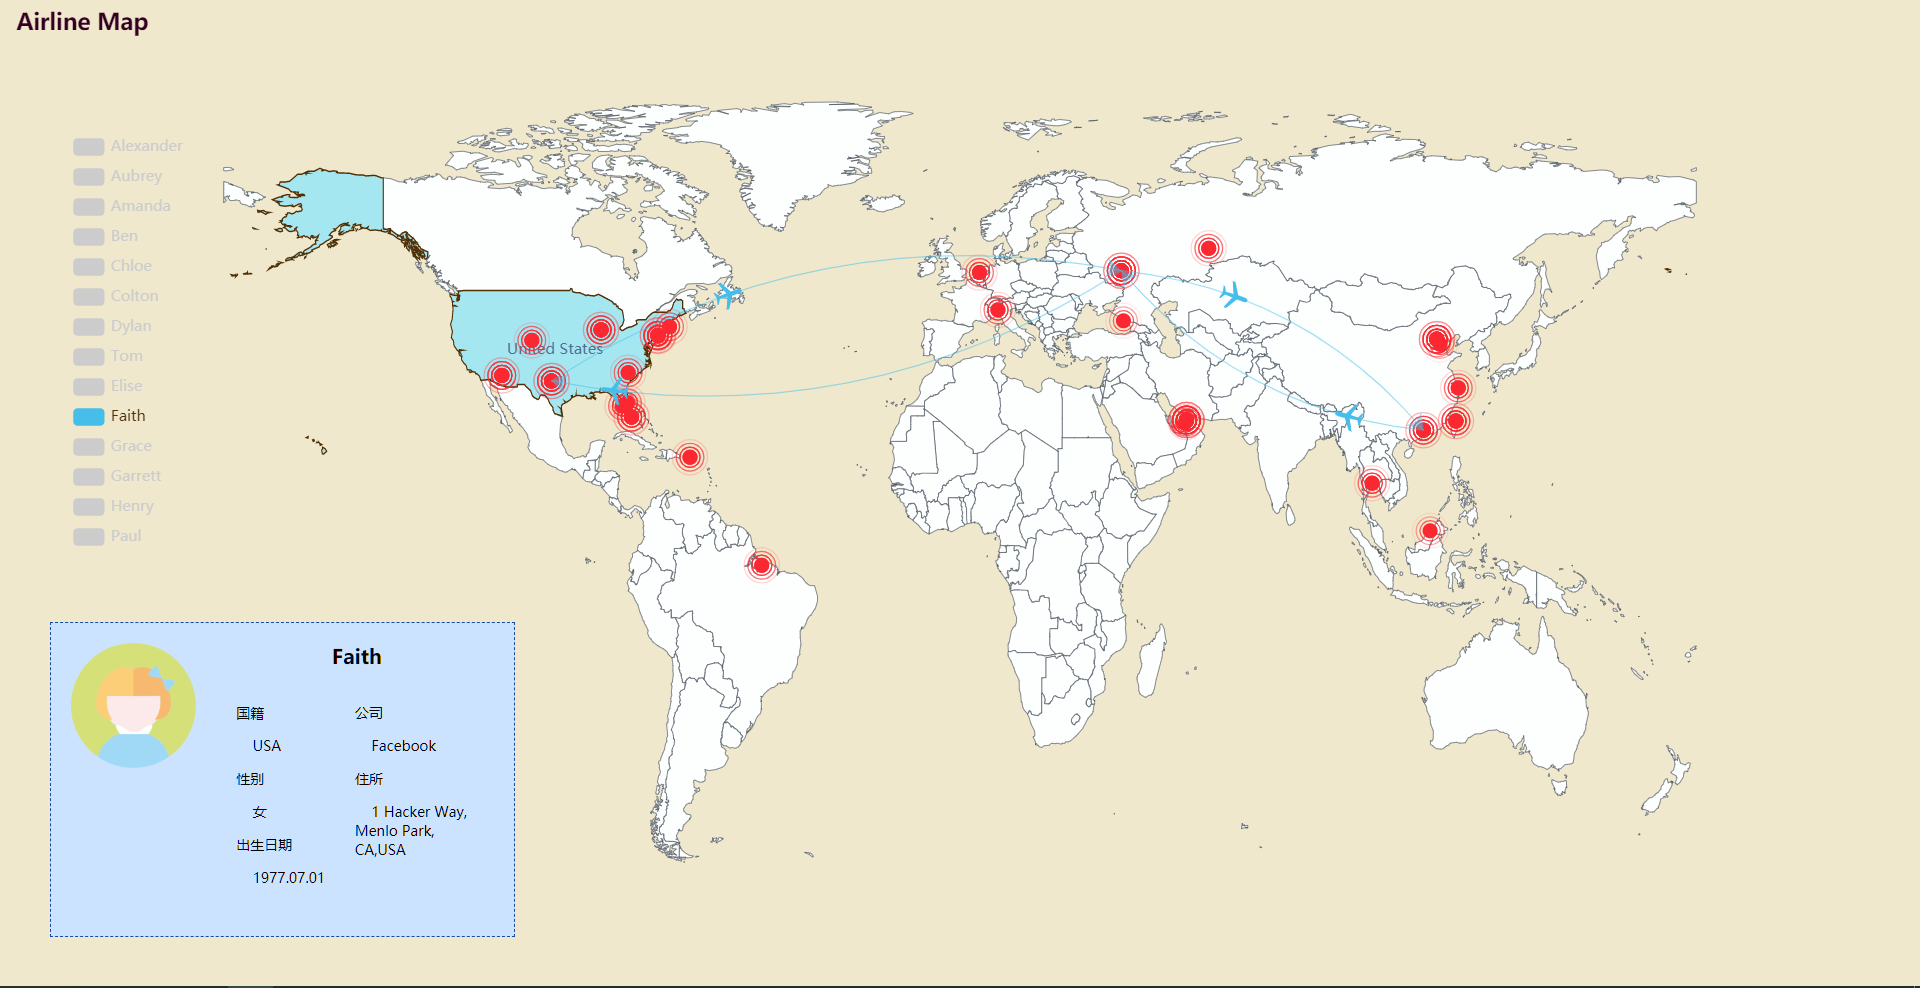 Airline Map
Alexander
Aubrey
Amanda
Ben
Chloe
Colton
Dylan
Tom
Elise
Faith
Grace
Garrett
Henry
Paul
United States
Faith
国籍
USA
性别
女
出生日期
1977.07.01
公司
Facebook
住所
1 Hacker Way,
Menlo Park,
CA,USA